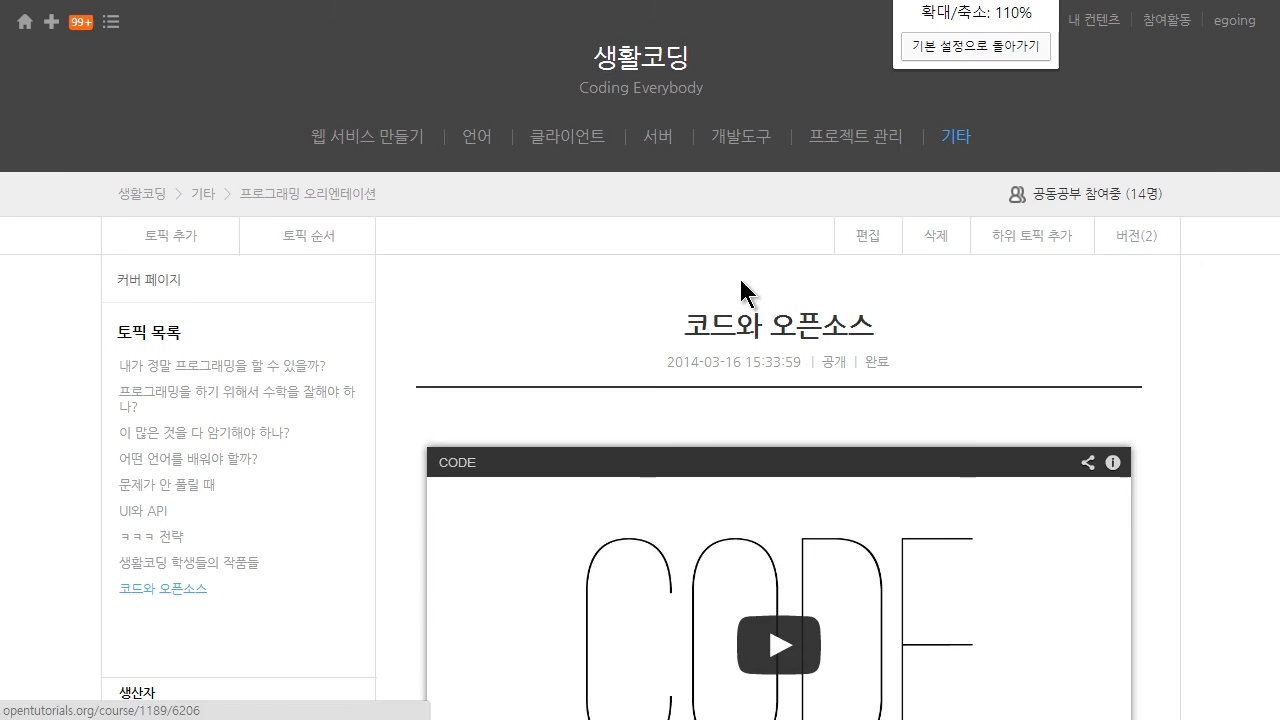 99+
확대/축소: 110%
기본 설정으로 돌아가기
내 컨텐츠
참여활동
egoing
생활코딩
Coding Everybody
웹 서비스 만들기
언어
클라이언트
서버
개발도구
프로젝트 관리
기타
생활코딩 > 기타 > 프로그래밍 오리엔테이션
공동공부 참여중 (14명)
토픽 추가
토픽 순서
편집
삭제
하위 토픽 추가
버전(2)
커버 페이지
토픽 목록
내가 정말 프로그래밍을 할 수 있을까?
프로그래밍을 하기 위해서 수학을 잘해야 하
나?
이 많은 것을 다 암기해야 하나?
어떤 언어를 배워야 할까?
문제가 안 풀릴 때
UI와 API
ㅋㅋㅋ 전략
생활코딩 학생들의 작품들
코드와 오픈소스
생산자
코드와 오픈소스
2014-03-16 15:33:59 | 공개 | 완료
CODE
CODE
opentutorials.org/course/1189/6206